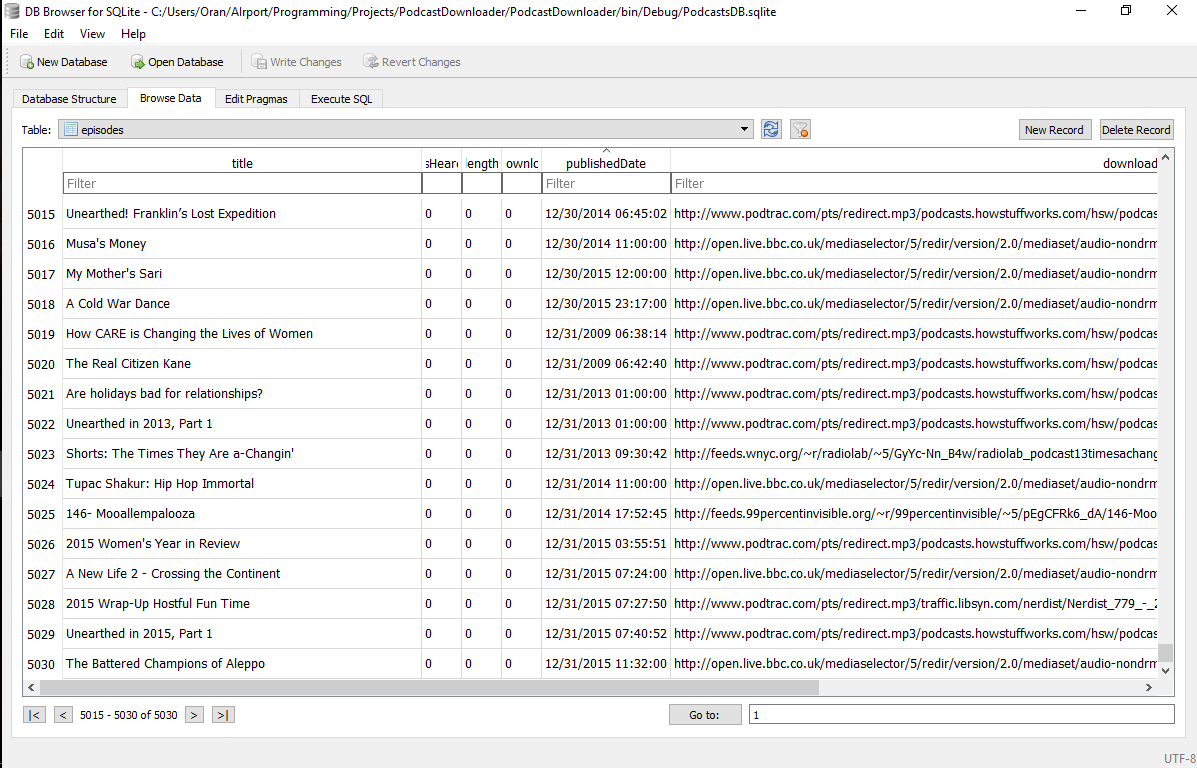 DB Browser for SQLite - C:/Users/Oran/AIrport/Programming/Projects/PodcastDownloader/PodcastDownloader/bin/Debug/PodcastsDB.sqlite
File Edit View Help
New Database Open Database Write Changes Revert Changes
Database Structure Browse Data Edit Pragmas Execute SQL
Table: episodes New Record Delete Record
title sHeard length ownlc publishedDate download
Filter Filter Filter
5015 Unearthed! Franklin’s Lost Expedition 0 0 0 12/30/2014 06:45:02 http://www.podtrac.com/pts/redirect.mp3/podcasts.howstuffworks.com/hsw/podcas
5016 Musa's Money 0 0 0 12/30/2014 11:00:00 http://open.live.bbc.co.uk/mediaselector/5/redir/version/2.0/mediaset/audio-nondrm
5017 My Mother's Sari 0 0 0 12/30/2015 12:00:00 http://open.live.bbc.co.uk/mediaselector/5/redir/version/2.0/mediaset/audio-nondrm
5018 A Cold War Dance 0 0 0 12/30/2015 23:17:00 http://open.live.bbc.co.uk/mediaselector/5/redir/version/2.0/mediaset/audio-nondrm
5019 How CARE is Changing the Lives of Women 0 0 0 12/31/2009 06:38:14 http://www.podtrac.com/pts/redirect.mp3/podcasts.howstuffworks.com/hsw/podcas
5020 The Real Citizen Kane 0 0 0 12/31/2009 06:42:40 http://www.podtrac.com/pts/redirect.mp3/podcasts.howstuffworks.com/hsw/podcas
5021 Are holidays bad for relationships? 0 0 0 12/31/2013 01:00:00 http://www.podtrac.com/pts/redirect.mp3/podcasts.howstuffworks.com/hsw/podcas
5022 Unearthed in 2013, Part 1 0 0 0 12/31/2013 01:00:00 http://www.podtrac.com/pts/redirect.mp3/podcasts.howstuffworks.com/hsw/podcas
5023 Shorts: The Times They Are a-Changin' 0 0 0 12/31/2013 09:30:42 http://feeds.wnyc.org/~r/radiolab/~5/GyYc-Nn_B4w/radiolab_podcast13timesachang
5024 Tupac Shakur: Hip Hop Immortal 0 0 0 12/31/2014 11:00:00 http://open.live.bbc.co.uk/mediaselector/5/redir/version/2.0/mediaset/audio-nondrm
5025 146- Mooallempalooza 0 0 0 12/31/2014 17:52:45 http://feeds.99percentinvisible.org/~r/99percentinvisible/~5/pEgCFRk6_dA/146-Moo
5026 2015 Women's Year in Review 0 0 0 12/31/2015 03:55:51 http://www.podtrac.com/pts/redirect.mp3/podcasts.howstuffworks.com/hsw/podcas
5027 A New Life 2 - Crossing the Continent 0 0 0 12/31/2015 07:24:00 http://open.live.bbc.co.uk/mediaselector/5/redir/version/2.0/mediaset/audio-nondrm
5028 2015 Wrap-Up Hostful Fun Time 0 0 0 12/31/2015 07:27:50 http://www.podtrac.com/pts/redirect.mp3/traffic.libsyn.com/nerdist/Nerdist_779_-_2
5029 Unearthed in 2015, Part 1 0 0 0 12/31/2015 07:40:52 http://www.podtrac.com/pts/redirect.mp3/podcasts.howstuffworks.com/hsw/podcas
5030 The Battered Champions of Aleppo 0 0 0 12/31/2015 11:32:00 http://open.live.bbc.co.uk/mediaselector/5/redir/version/2.0/mediaset/audio-nondrm
|< < 5015 - 5030 of 5030 > >| Go to: 1
UTF-8